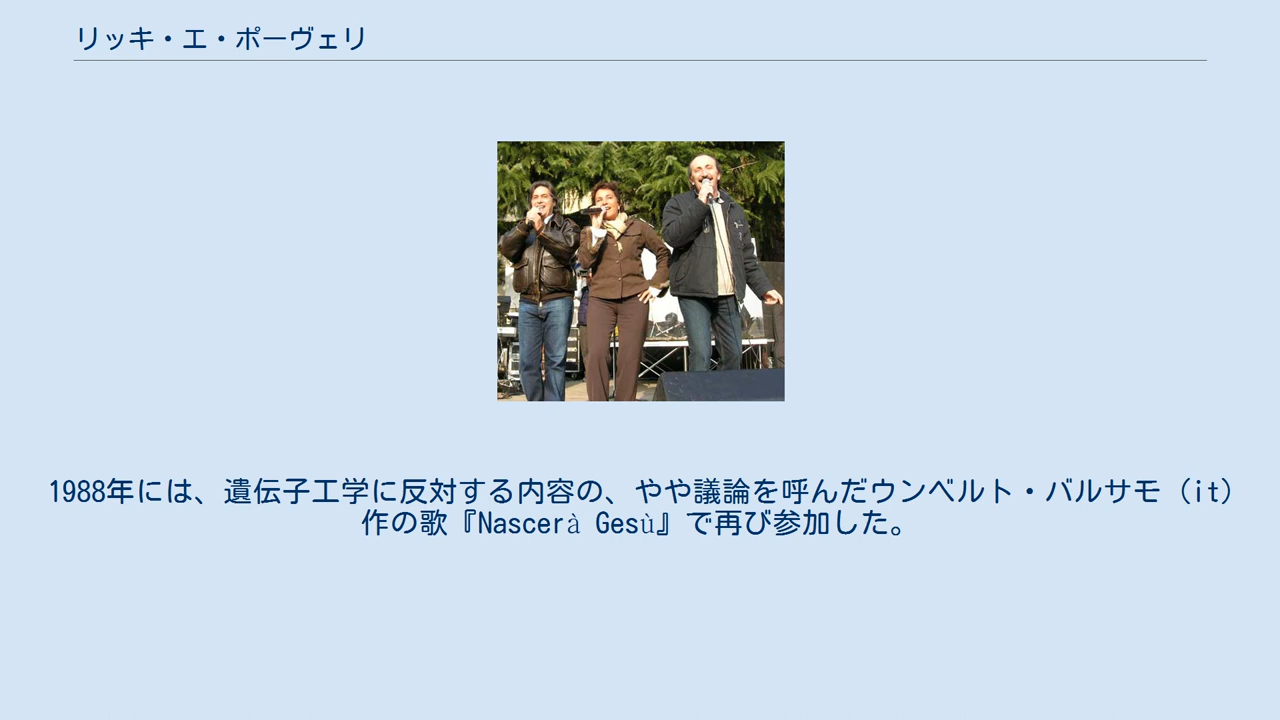 リッキ・エ・ポーヴェリ
1988年には、遺伝子工学に反対する内容の、やや議論を呼んだウンベルト・バルサモ（it）
作の歌『Nascerà Gesù』で再び参加した。